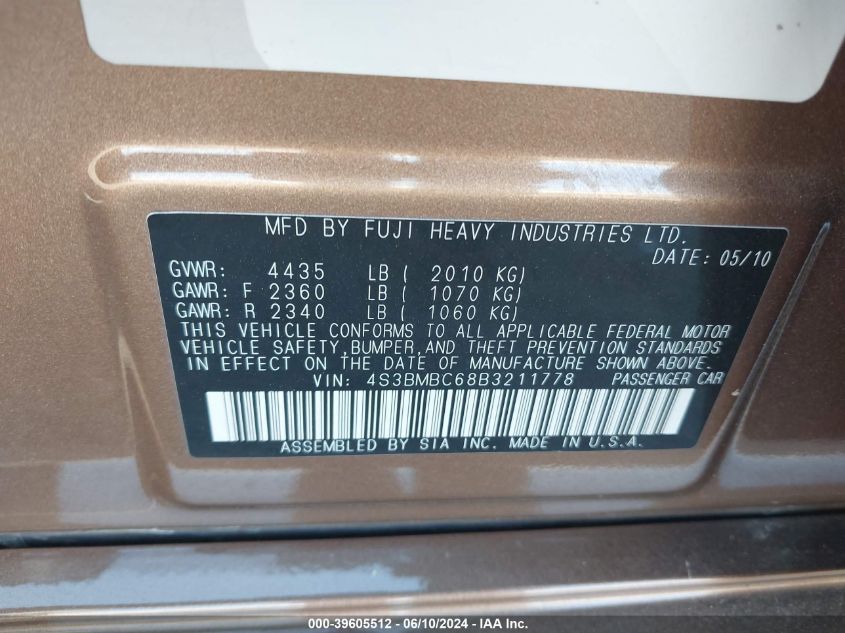 MFD BY FUJI HEAVY INDUSTRIES LTD.
DATE: 05/10
GVWR: 4435 LB ( 2010 KG)
GAWR: F 2360 LB ( 1070 KG)
GAWR: R 2340 LB ( 1060 KG)
THIS VEHICLE CONFORMS TO ALL APPLICABLE FEDERAL MOTOR
VEHICLE SAFETY, BUMPER, AND THEFT PREVENTION STANDARDS
IN EFFECT ON THE DATE OF MANUFACTURE SHOWN ABOVE.
VIN: 4S3BMBC68B3211778 PASSENGER CAR
ASSEMBLED BY SIA INC. MADE IN U.S.A.
000-39605512 - 06/10/2024 - IAA Inc.